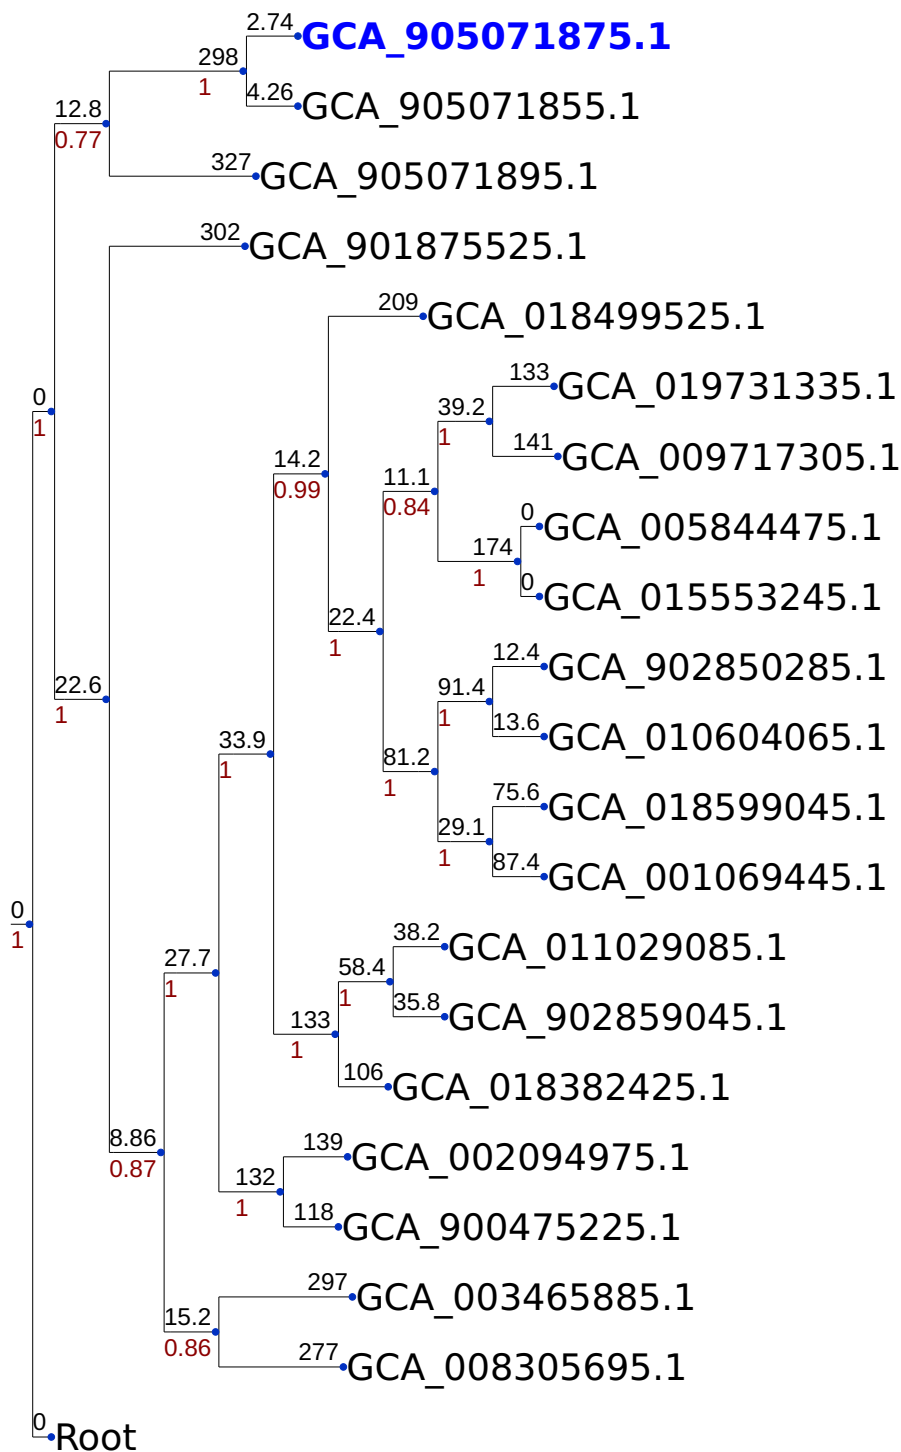 2.74
GCA_905071875.1
298
1
4.26
GCA_905071855.1
12.8
0.77
327
GCA_905071895.1
302
GCA_901875525.1
209
GCA_018499525.1
133
GCA_019731335.1
0
1
39.2
1
141
GCA_009717305.1
14.2
0.99
11.1
0.84
0
GCA_005844475.1
174
1
0
GCA_015553245.1
22.4
1
12.4
GCA_902850285.1
22.6
1
91.4
1
13.6
GCA_010604065.1
33.9
1
81.2
1
75.6
GCA_018599045.1
29.1
1
87.4
GCA_001069445.1
0
1
38.2
GCA_011029085.1
27.7
1
58.4
1
35.8
GCA_902859045.1
133
1
106
GCA_018382425.1
8.86
0.87
139
GCA_002094975.1
132
1
118
GCA_900475225.1
297
GCA_003465885.1
15.2
0.86
277
GCA_008305695.1
0
Root